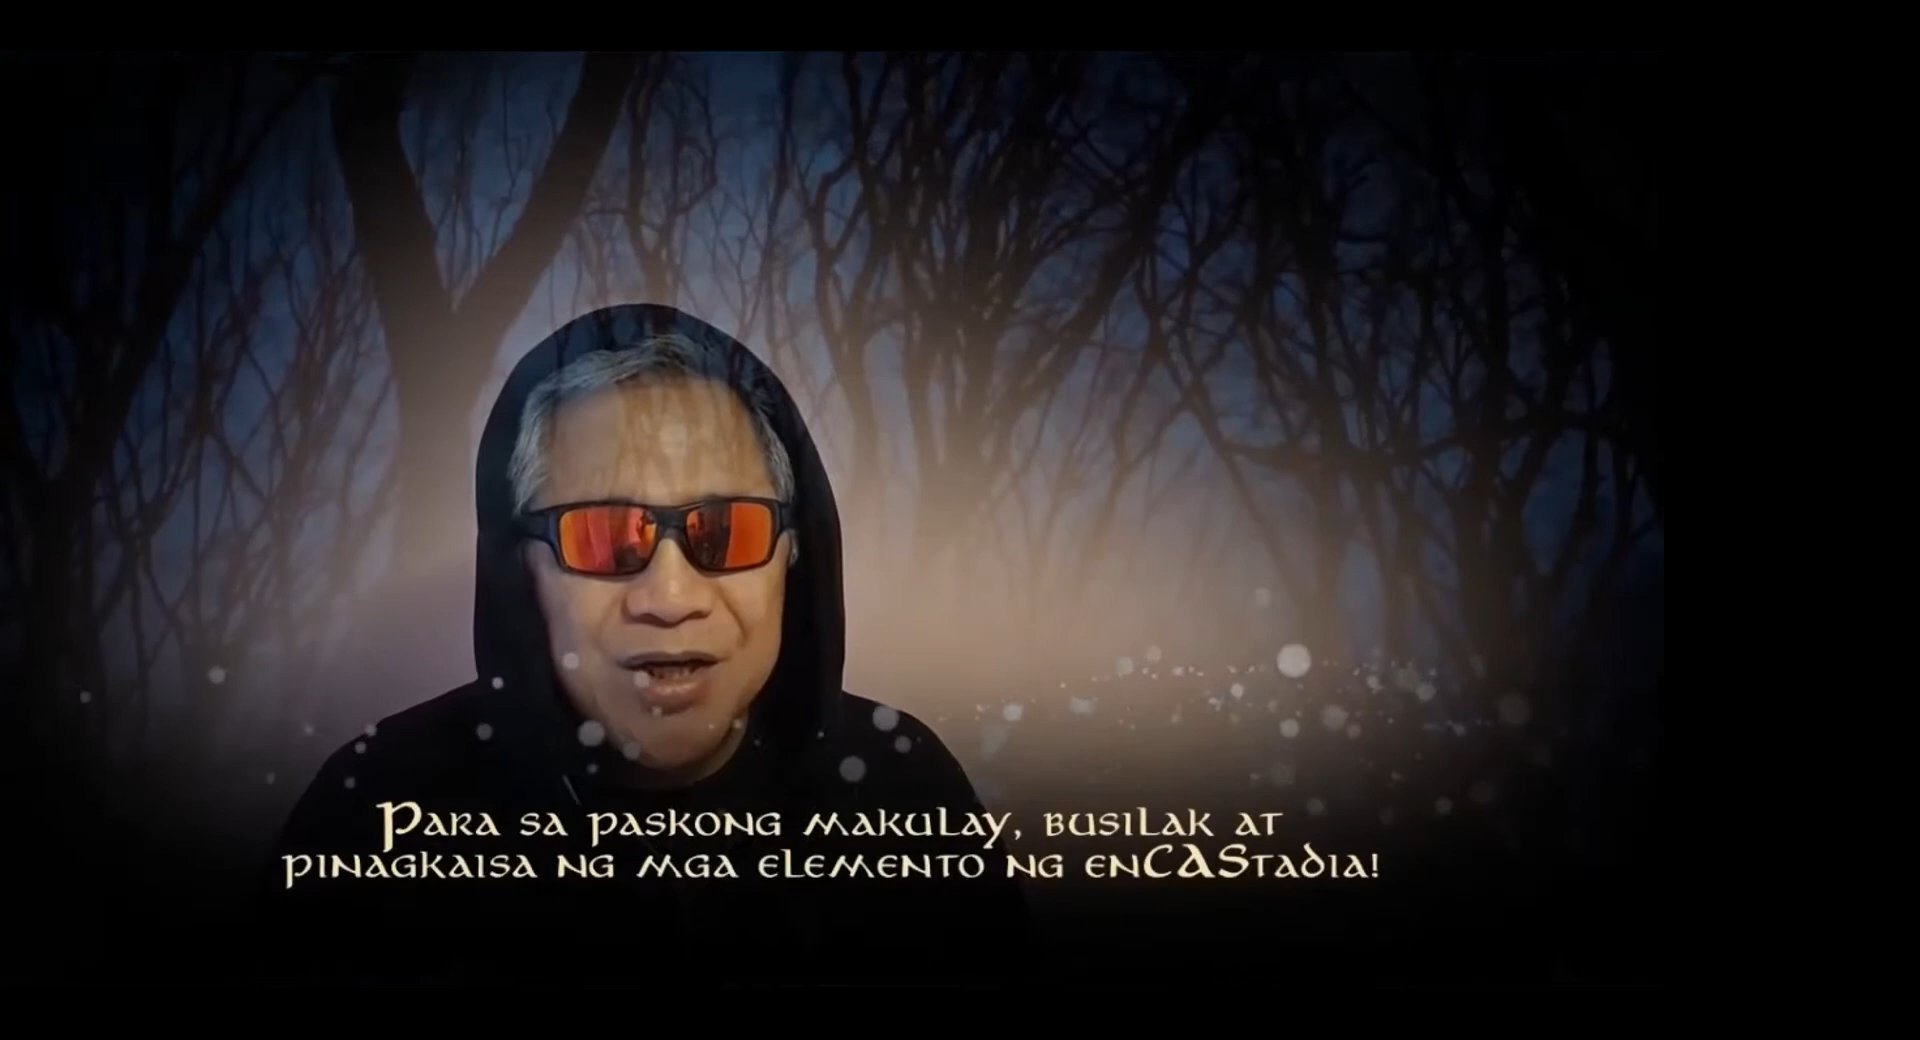 Para sa paskong makulay, busilak at
pinagkaisa ng mga elemento ng enCAStadia!